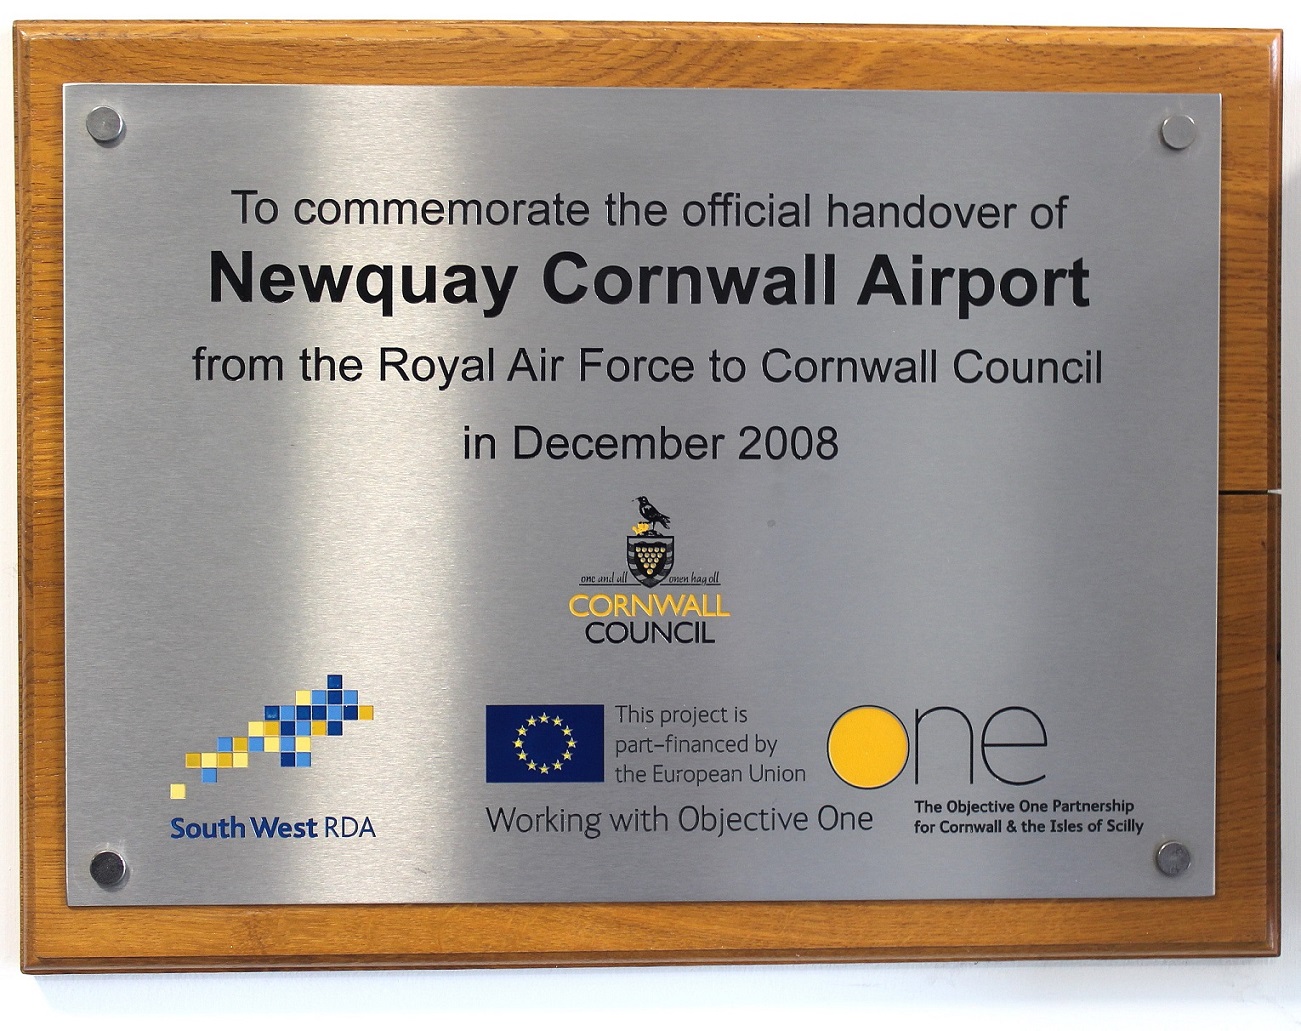 To commemorate the official handover of
Newquay Cornwall Airport
from the Royal Air Force to Cornwall Council
in December 2008
one and all onen hag oll
CORNWALL
COUNCIL
South West RDA
This project is
part-financed by
the European Union
Working with Objective One
one
The Objective One Partnership
for Cornwall & the Isles of Scilly